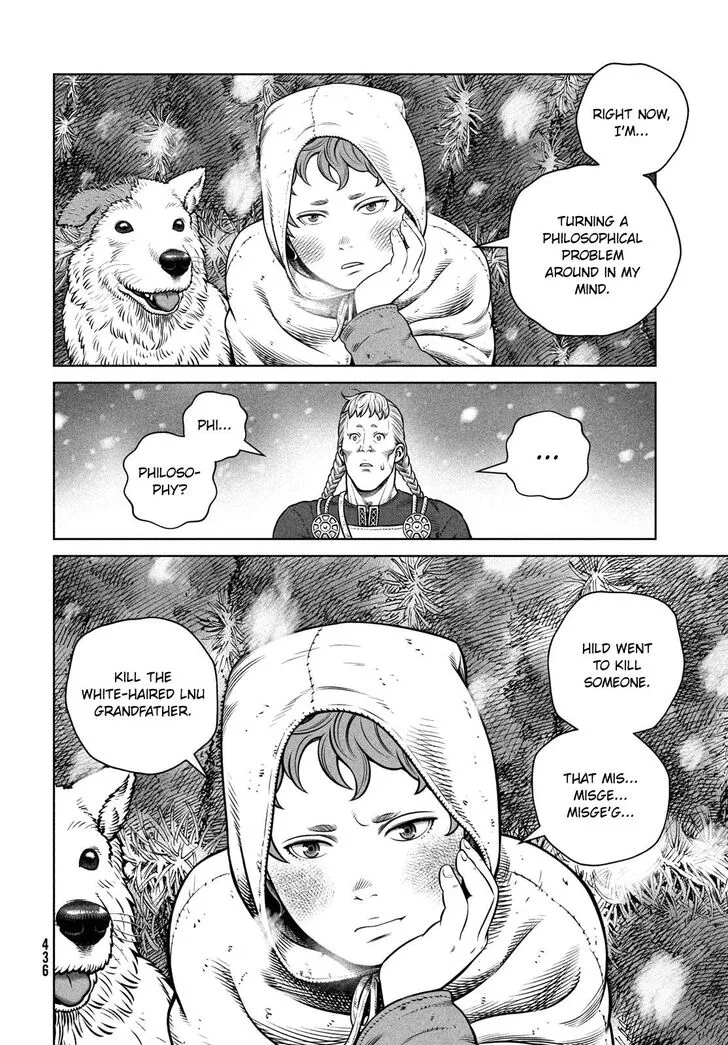 RIGHT NOW,
I'M...
TURNING A
PHILOSOPHICAL
PROBLEM
AROUND IN MY
MIND.
...
PHI...
PHILOSO-
PHY?
HILD WENT
TO KILL
SOMEONE.
THAT MIS...
MISGE...
MISGE'G...
KILL THE
WHITE-HAIRED LNU
GRANDFATHER.
436